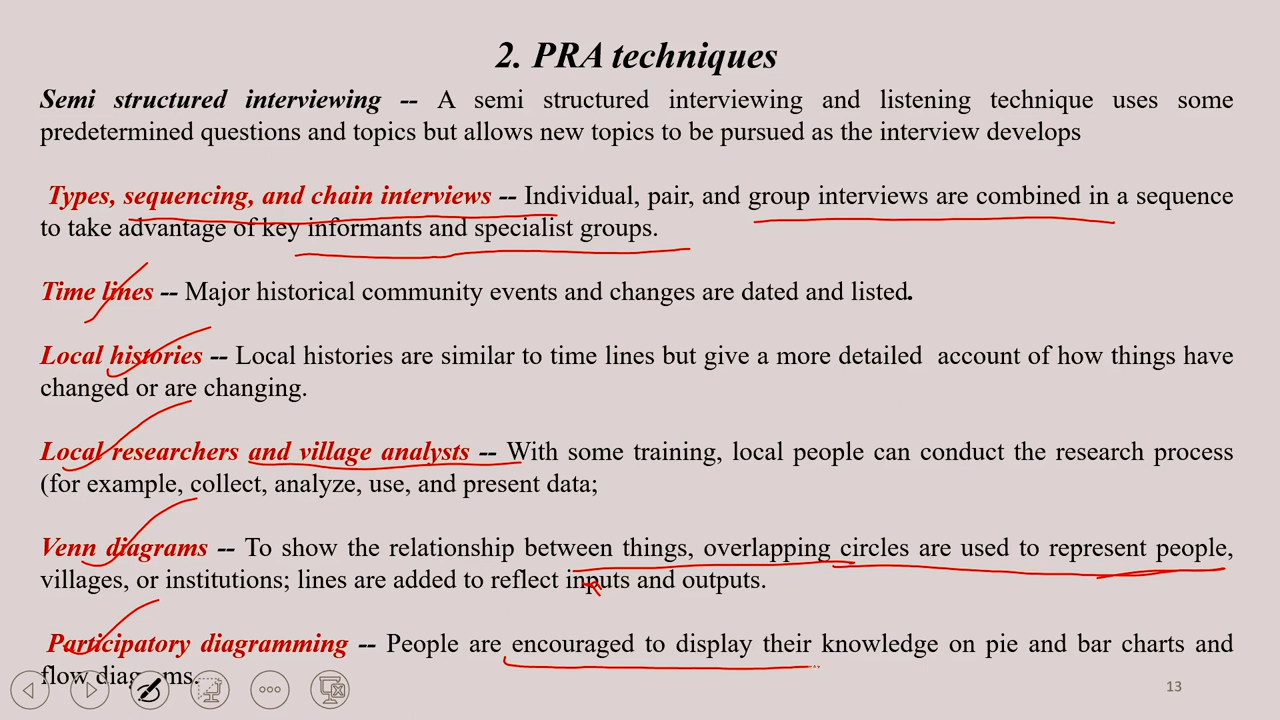 2. PRA techniques
Semi structured interviewing -- A semi structured interviewing and listening technique uses some
predetermined questions and topics but allows new topics to be pursued as the interview develops
Types, sequencing, and chain interviews -- Individual, pair, and group interviews are combined in a sequence
to take advantage of key informants and specialist groups.
Time lines -- Major historical community events and changes are dated and listed.
Local histories -- Local histories are similar to time lines but give a more detailed account of how things have
changed or are changing.
Local researchers and village analysts -- With some training, local people can conduct the research process
(for example, collect, analyze, use, and present data;
Venn diagrams -- To show the relationship between things, overlapping circles are used to represent people,
villages, or institutions; lines are added to reflect inputs and outputs.
Participatory diagramming -- People are encouraged to display their knowledge on pie and bar charts and
flow diagrams.
13